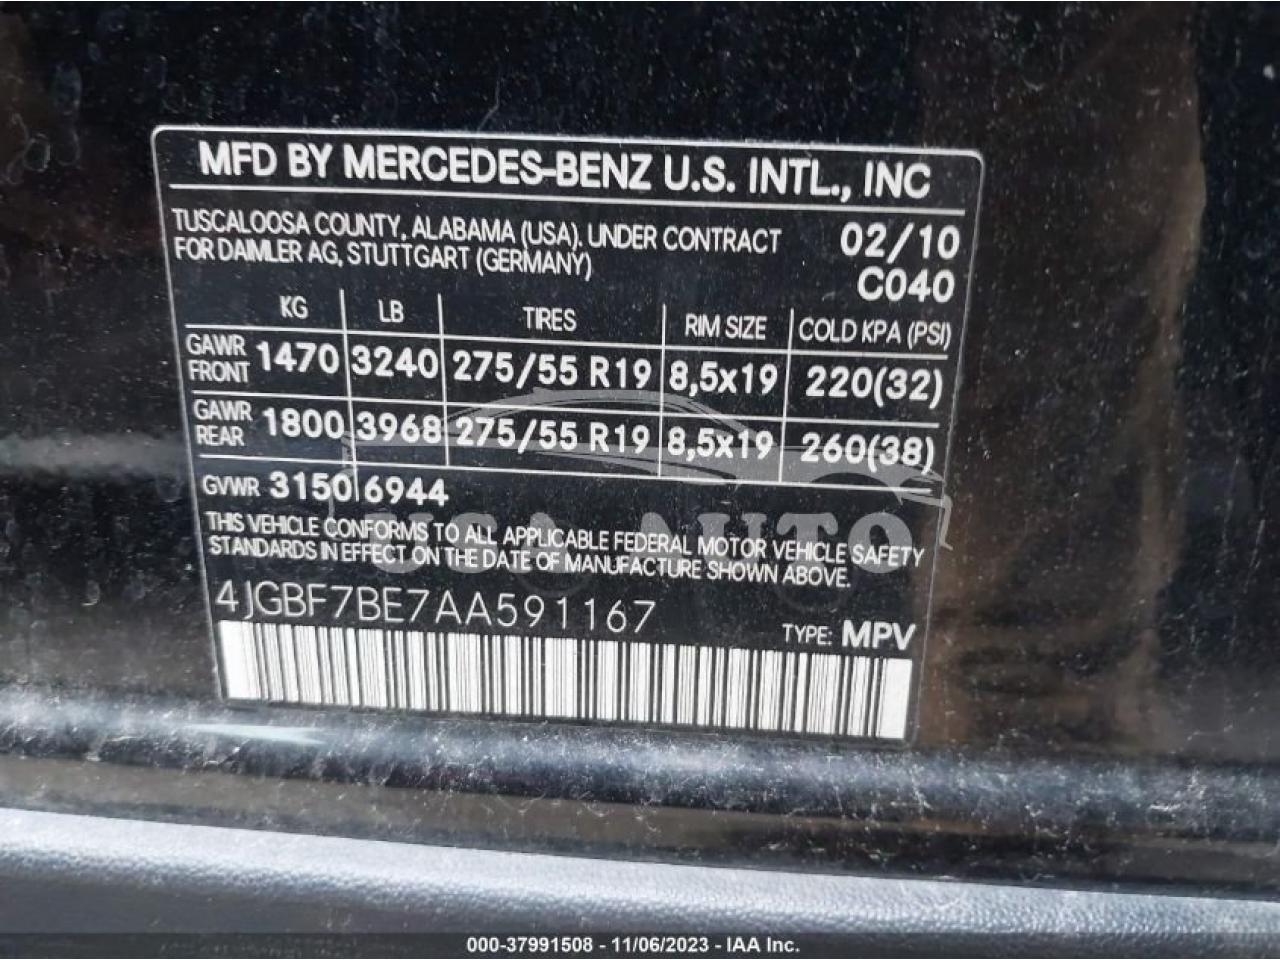 MFD BY MERCEDES-BENZ U.S. INTL., INC
TUSCALOOSA COUNTY, ALABAMA (USA), UNDER CONTRACT 02/10
FOR DAIMLER AG, STUTTGART (GERMANY) C040
KG LB TIRES RIM SIZE COLD KPA (PSI)
GAWR FRONT 1470 3240 275/55 R19 8,5x19 220(32)
GAWR REAR 1800 3968 275/55 R19 8,5x19 260(38)
GVWR 3150 6944
THIS VEHICLE CONFORMS TO ALL APPLICABLE FEDERAL MOTOR VEHICLE SAFETY
STANDARDS IN EFFECT ON THE DATE OF MANUFACTURE SHOWN ABOVE.
USA AUTO
4JGBF7BE7AA591167 TYPE: MPV
000-37991508 - 11/06/2023 - IAA Inc.